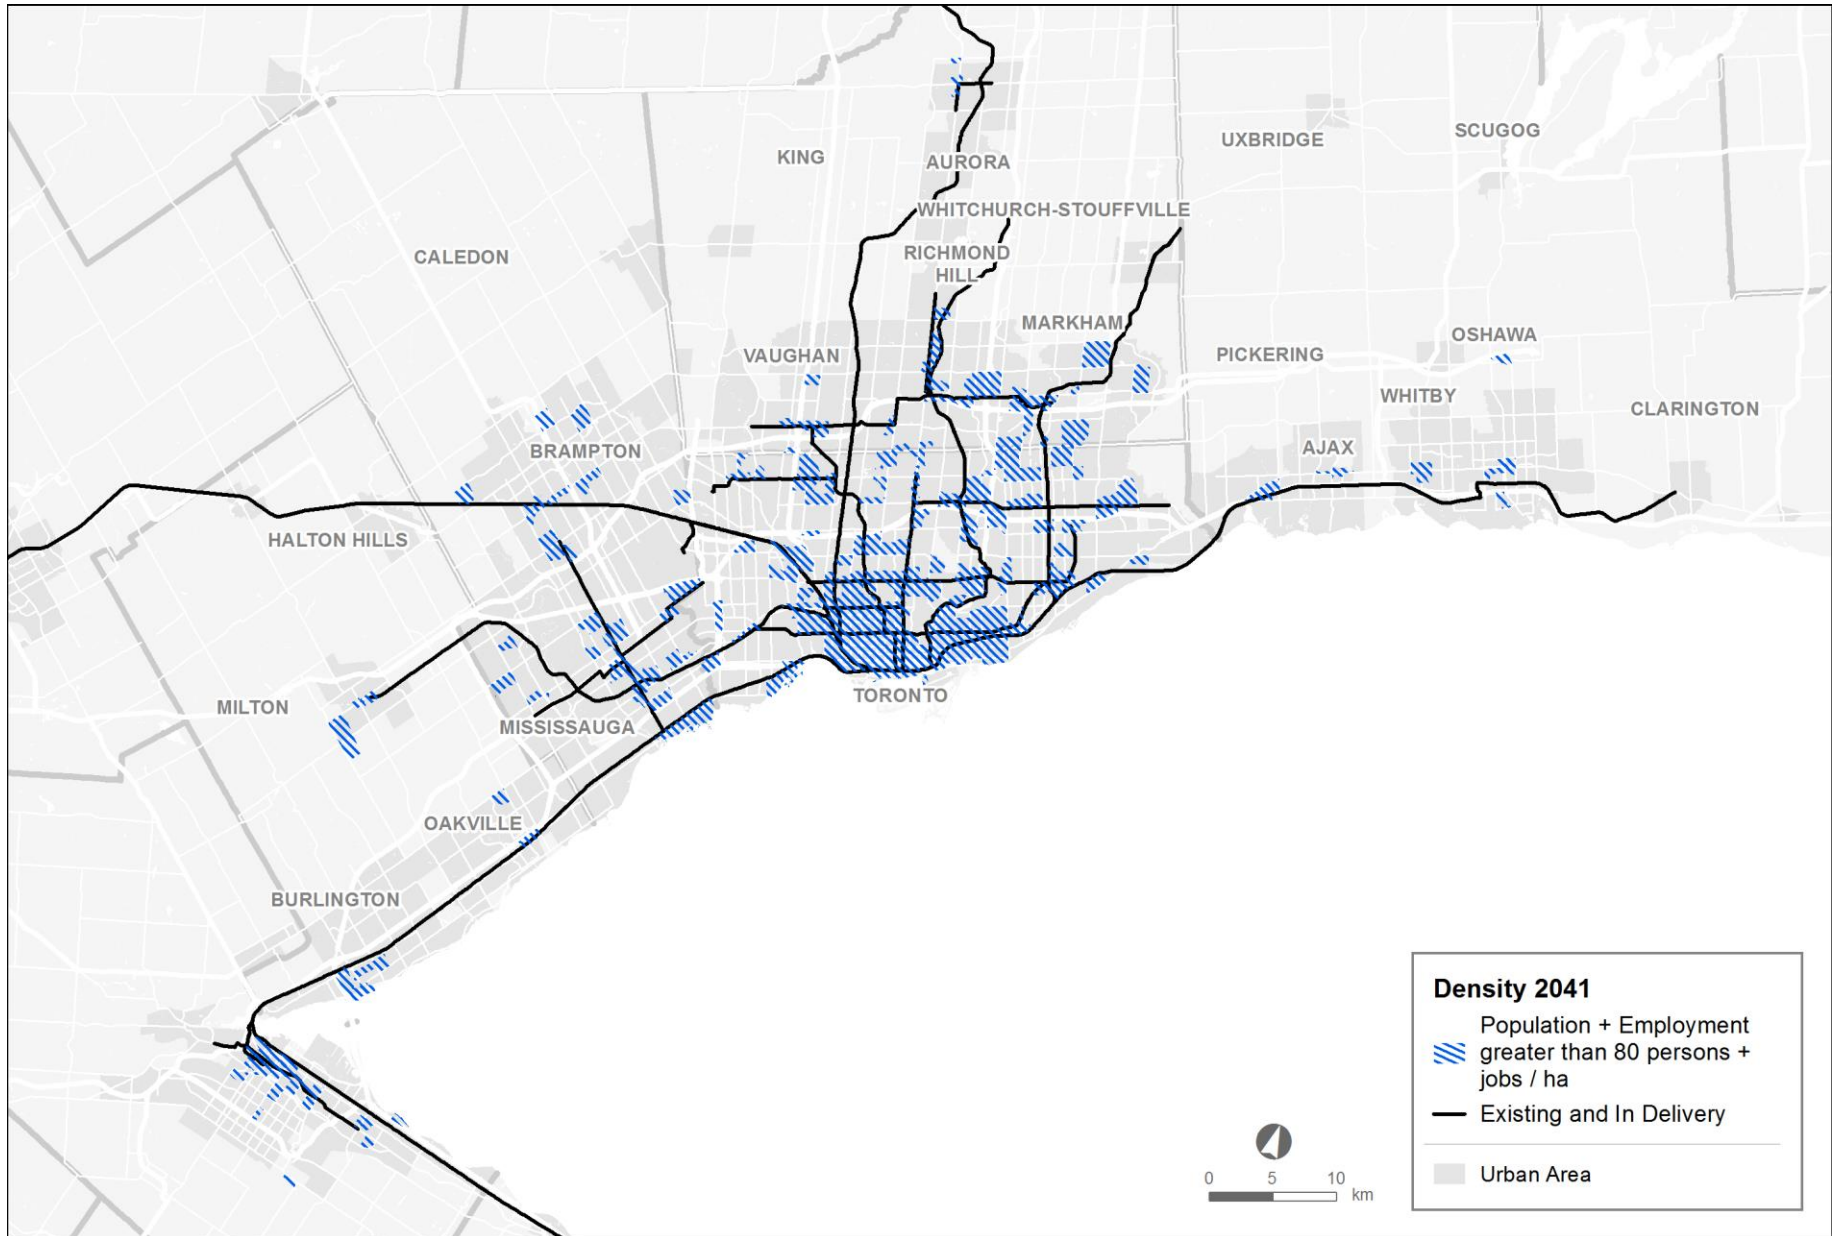 KING
AURORA
UXBRIDGE
SCUGOG
WHITCHURCH-STOUFFVILLE
CALEDON
RICHMOND
HILL
MARKHAM
VAUGHAN
PICKERING
OSHAWA
WHITBY
CLARINGTON
BRAMPTON
AJAX
HALTON HILLS
TORONTO
MILTON
MISSISSAUGA
OAKVILLE
BURLINGTON
Density 2041
Population + Employment
greater than 80 persons +
jobs / ha
Existing and In Delivery
Urban Area
0 5 10
km